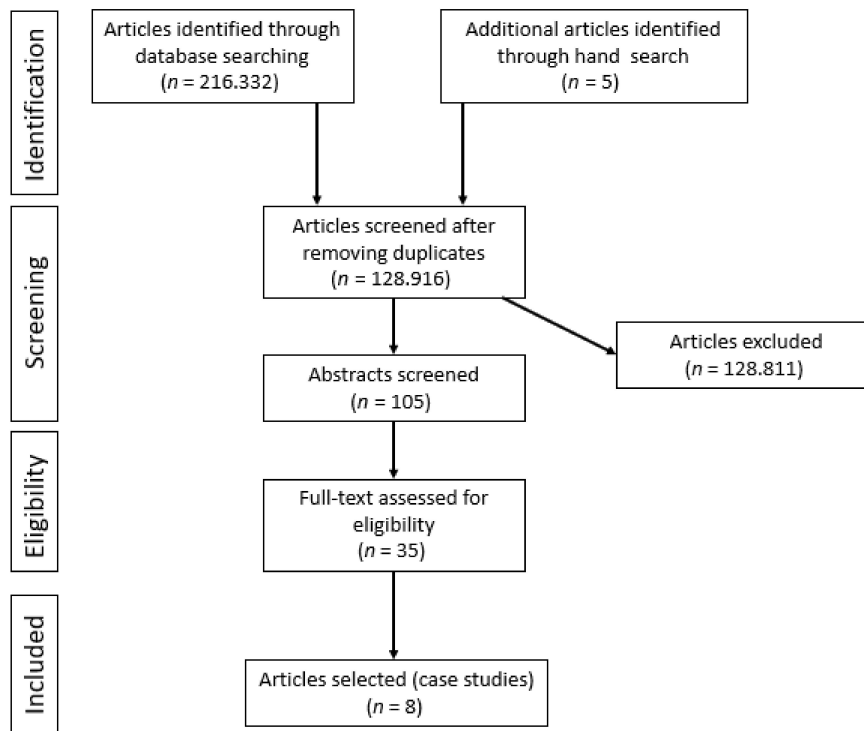 Identification
Articles identified through
database searching
(n = 216.332)
Additional articles identified
through hand search
(n = 5)
Screening
Articles screened after
removing duplicates
(n = 128.916)
Articles excluded
(n = 128.811)
Abstracts screened
(n = 105)
Eligibility
Full-text assessed for
eligibility
(n = 35)
Included
Articles selected (case studies)
(n = 8)